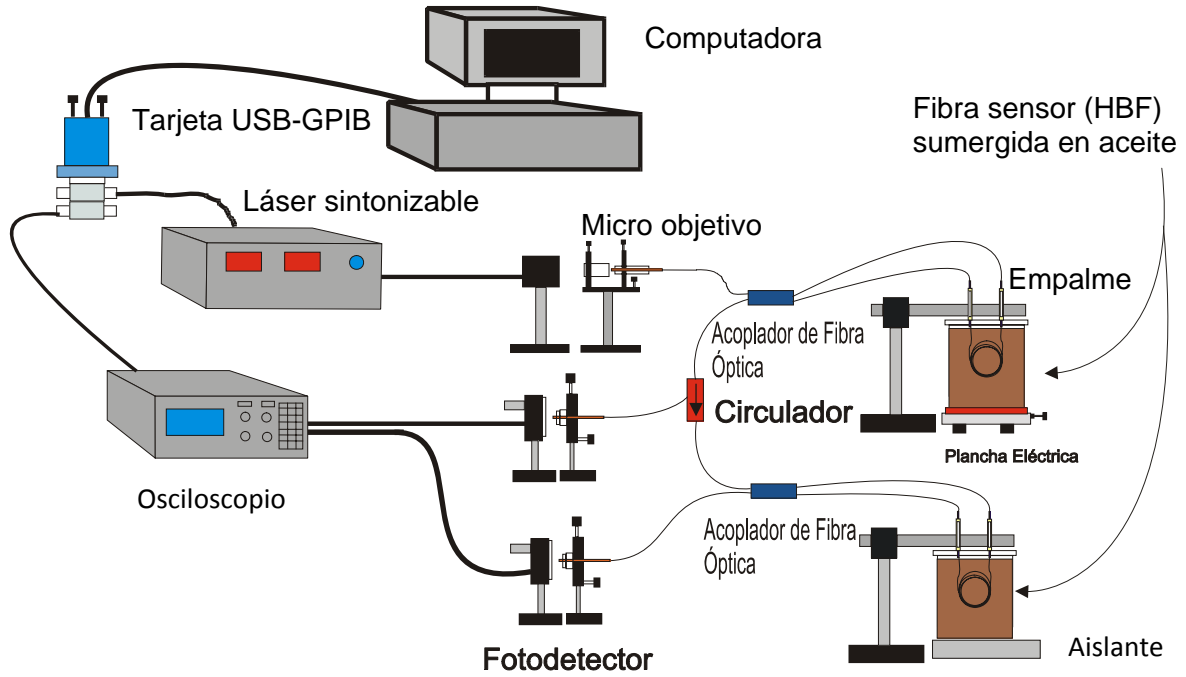 Computadora
Tarjeta USB-GPIB
Fibra sensor (HBF)
sumergida en aceite
Láser sintonizable
Micro objetivo
Empalme
Acoplador de Fibra
Óptica
Circulador
Plancha Eléctrica
Osciloscopio
Acoplador de Fibra
Óptica
Fotodetector
Aislante